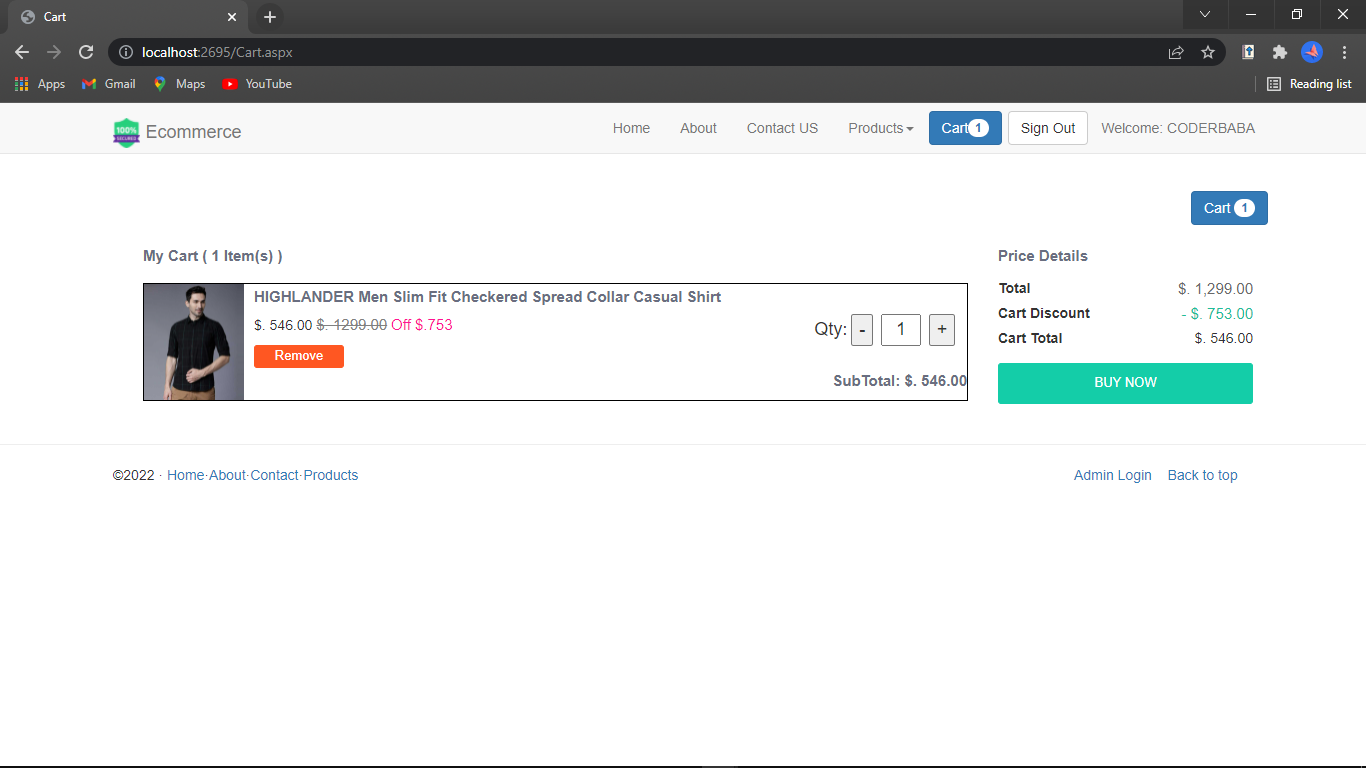 Cart
localhost:2695/Cart.aspx
Apps Gmail Maps YouTube Reading list
100% SECURED Ecommerce Home About Contact US Products Cart1 Sign Out Welcome: CODERBABA
Cart 1
My Cart ( 1 Item(s) )
HIGHLANDER Men Slim Fit Checkered Spread Collar Casual Shirt
$. 546.00 $. 1299.00 Off $.753
Remove
Qty: - 1 +
SubTotal: $. 546.00
Price Details
Total $. 1,299.00
Cart Discount - $. 753.00
Cart Total $. 546.00
BUY NOW
©2022 · Home·About·Contact·Products Admin Login Back to top